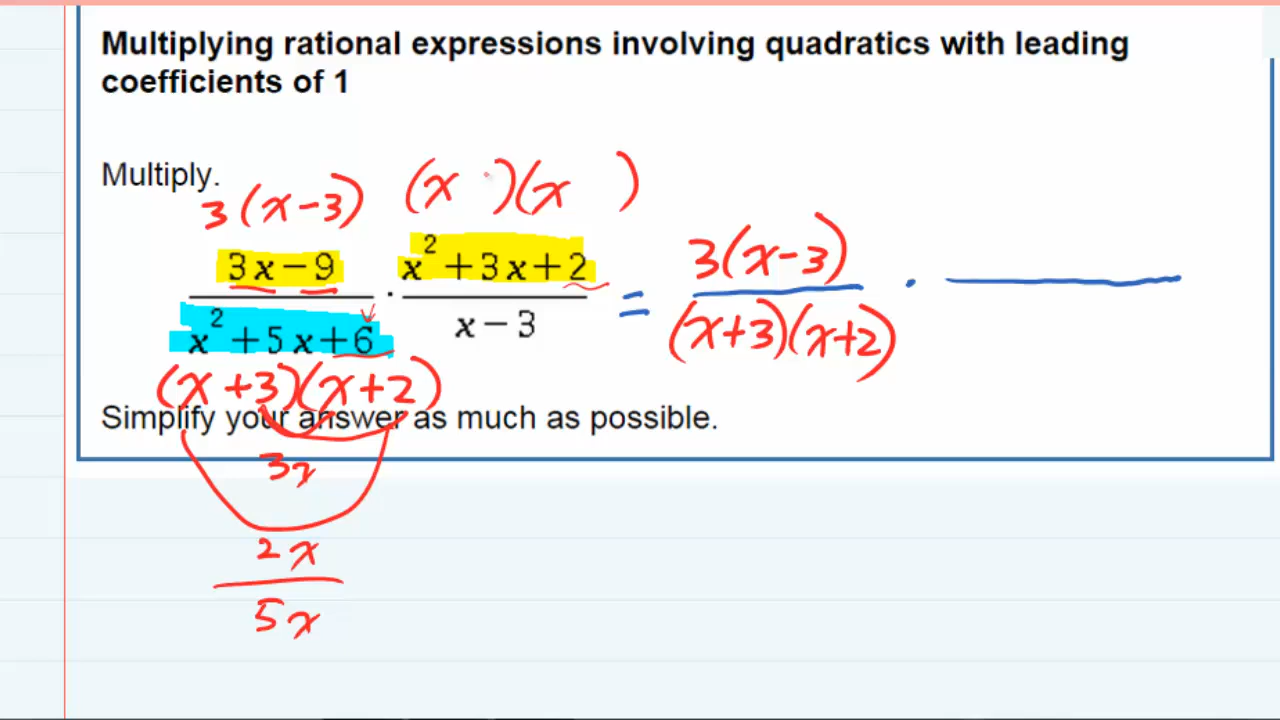 Multiplying rational expressions involving quadratics with leading
coefficients of 1
Multiply.
3(x-3) (x )(x )
3x-9 / x²+5x+6 · x²+3x+2 / x-3 = 3(x-3) / (x+3)(x+2) ·
(x+3)(x+2)
Simplify your answer as much as possible.
3x
2x
5x